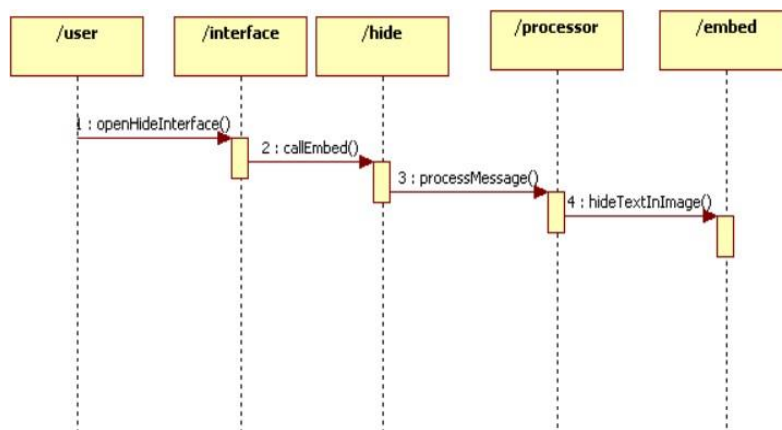 /user
/interface
/hide
/processor
/embed
1 : openHideInterface()
2 : callEmbed()
3 : processMessage()
4 : hideTextInImage()